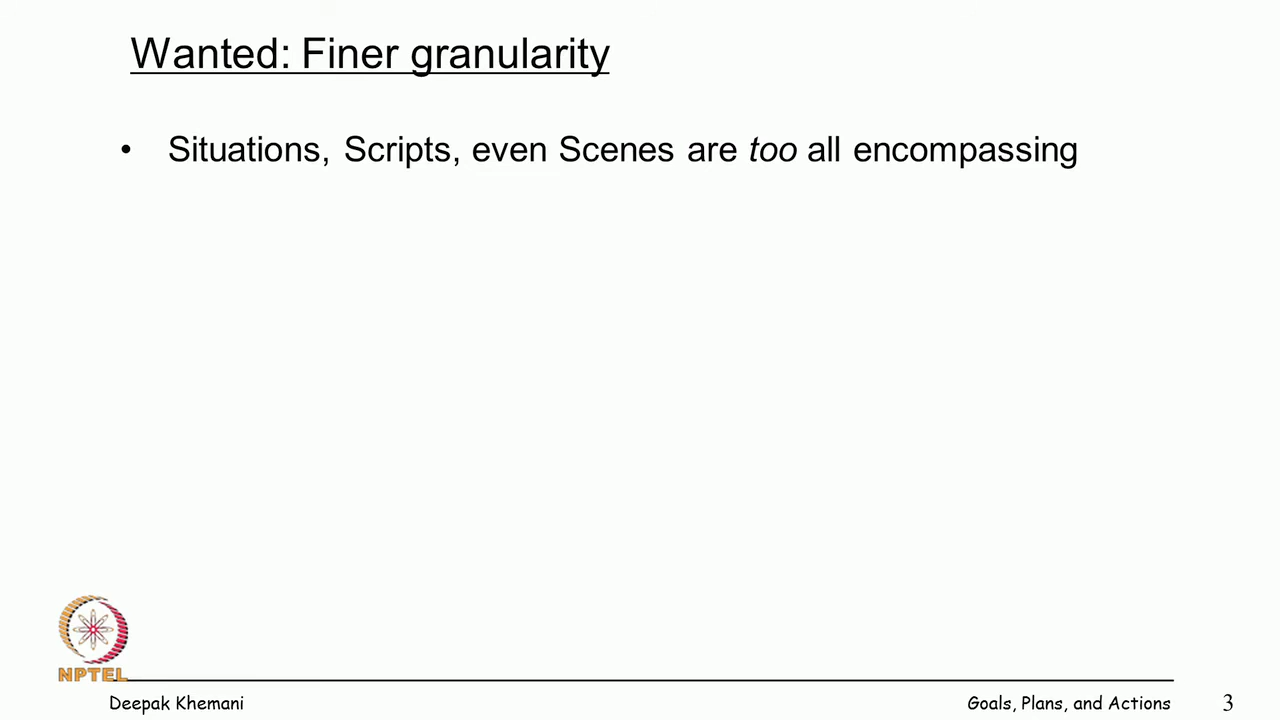 Wanted: Finer granularity
• Situations, Scripts, even Scenes are too all encompassing
NPTEL
Deepak Khemani
Goals, Plans, and Actions
3